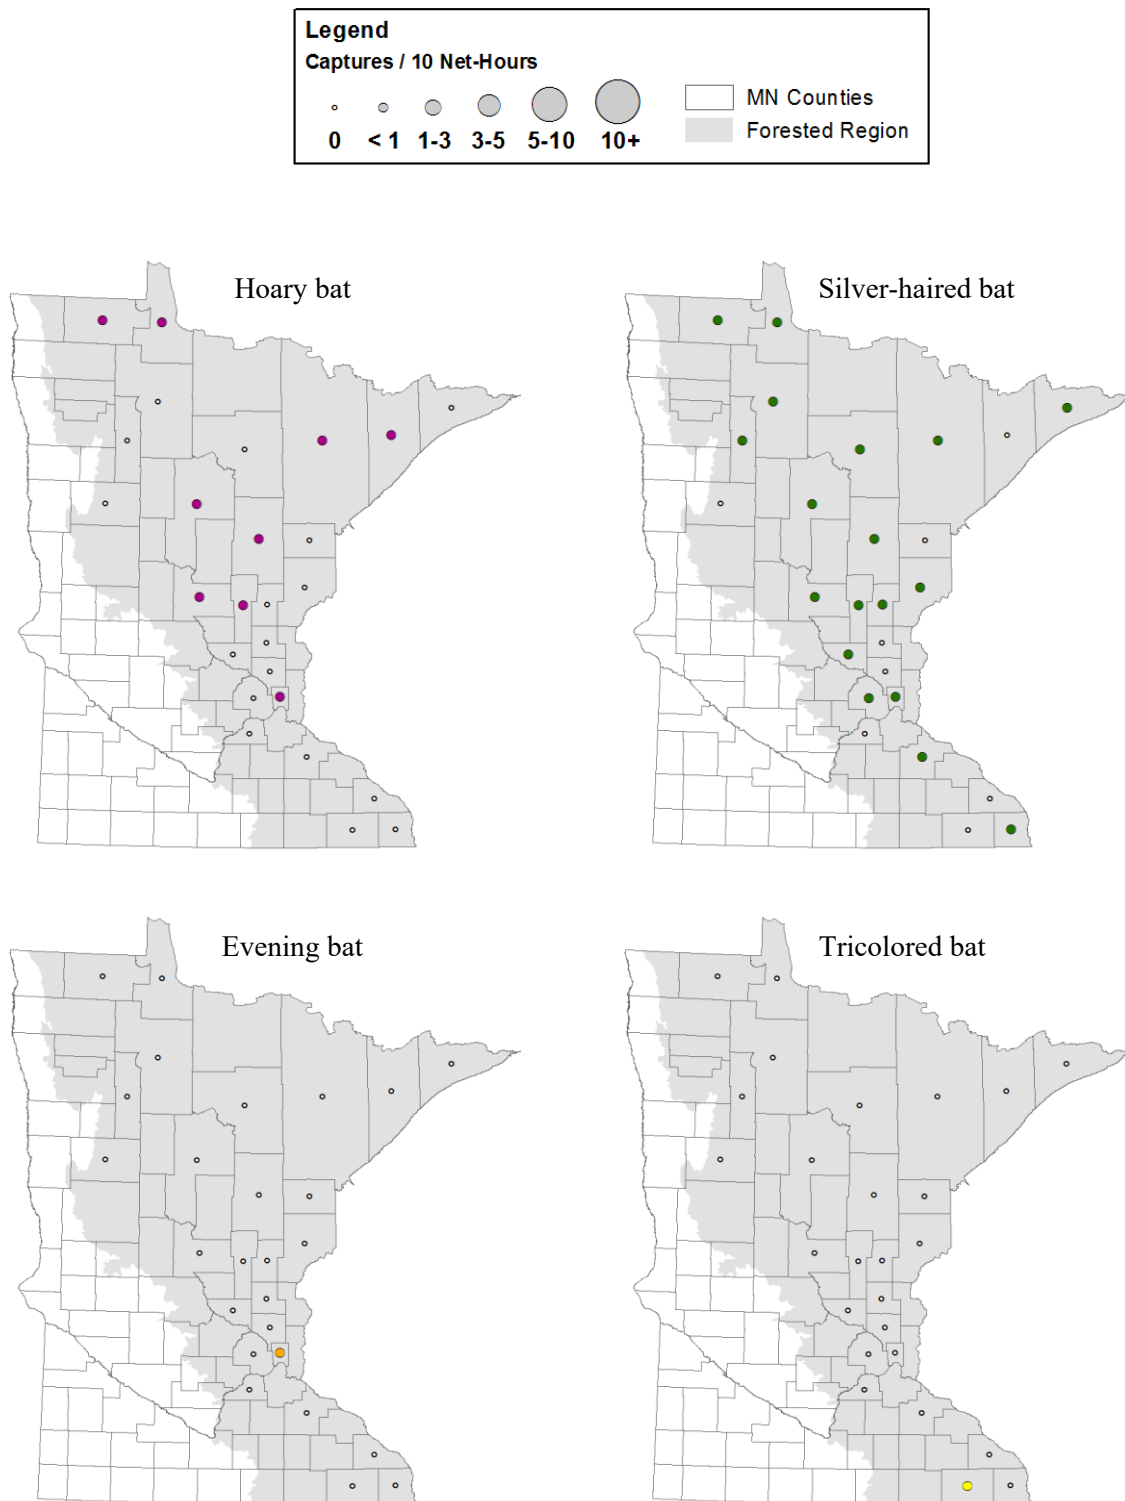 Legend
Captures / 10 Net-Hours
0 < 1 1-3 3-5 5-10 10+
MN Counties
Forested Region
Hoary bat
Silver-haired bat
Evening bat
Tricolored bat